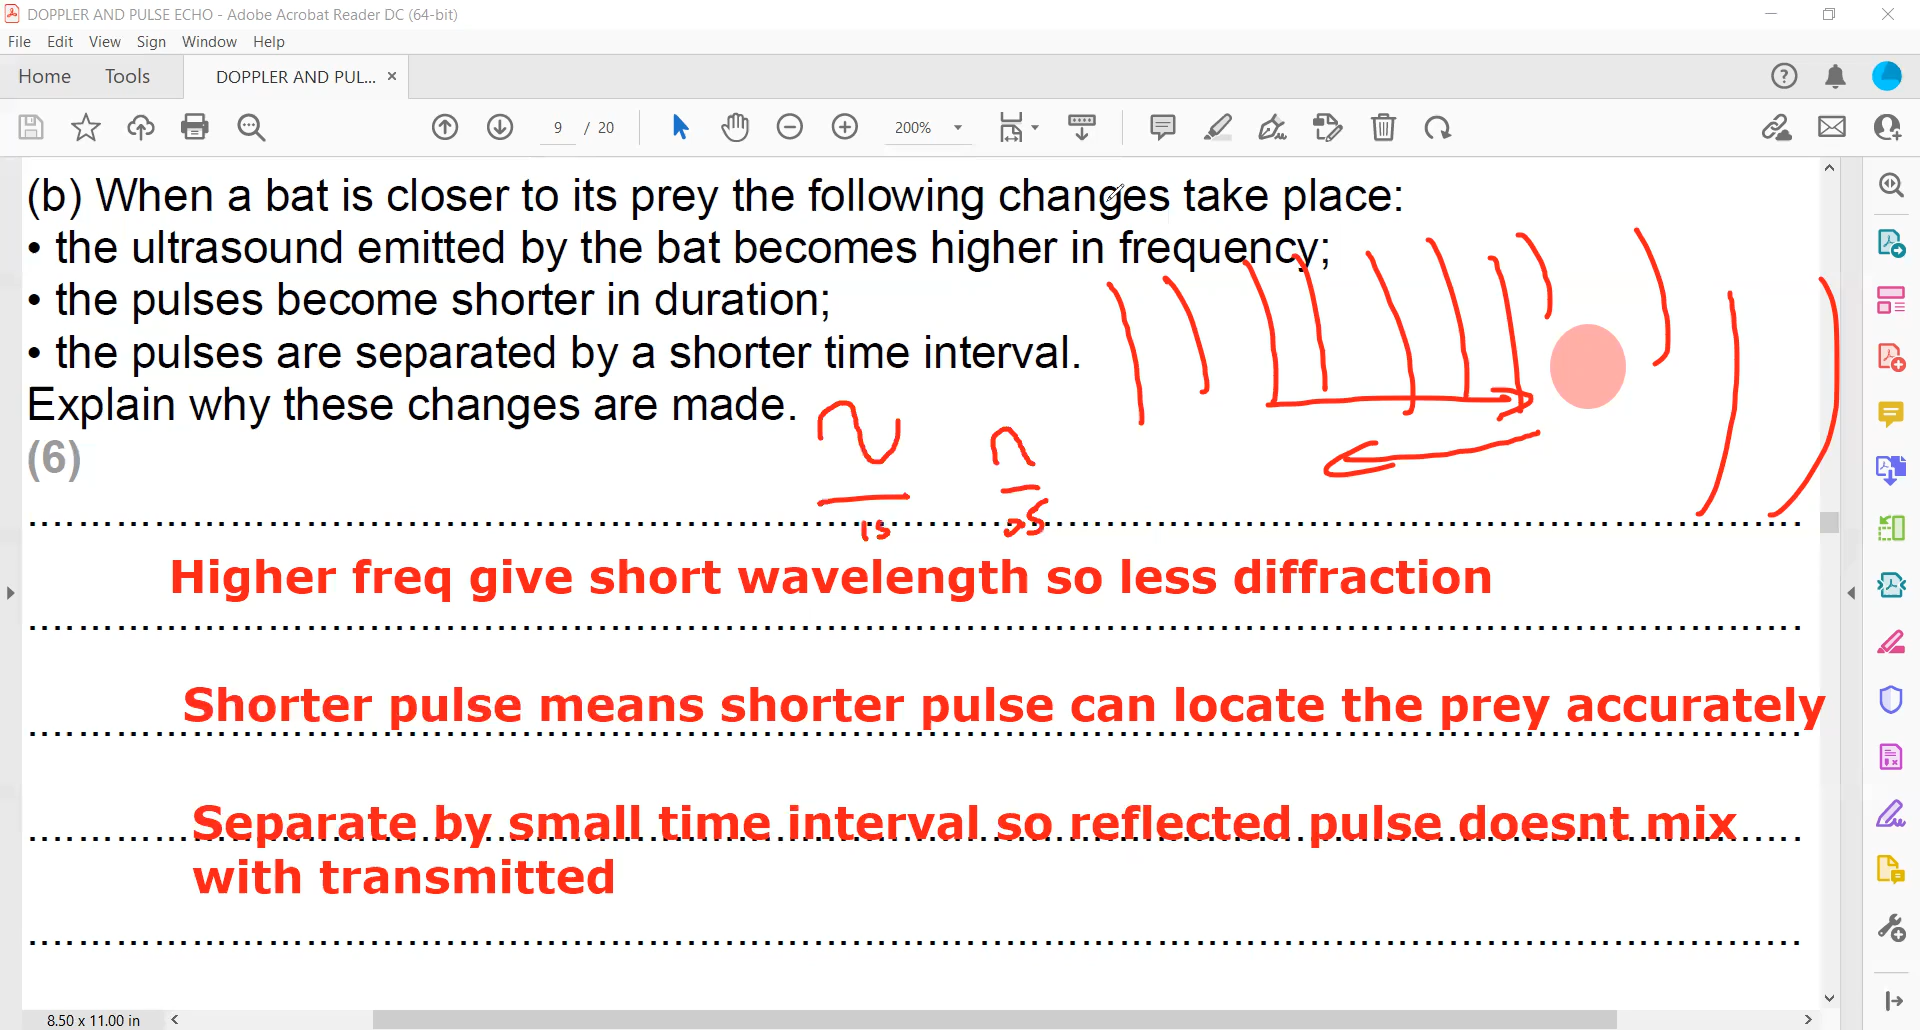 DOPPLER AND PULSE ECHO - Adobe Acrobat Reader DC (64-bit)
File Edit View Sign Window Help
Home Tools DOPPLER AND PUL... ×
9 / 20 200%
(b) When a bat is closer to its prey the following changes take place:
• the ultrasound emitted by the bat becomes higher in frequency;
• the pulses become shorter in duration;
• the pulses are separated by a shorter time interval.
Explain why these changes are made.
(6)
1s
Higher freq give short wavelength so less diffraction
Shorter pulse means shorter pulse can locate the prey accurately
Separate by small time interval so reflected pulse doesnt mix
with transmitted
8.50 x 11.00 in